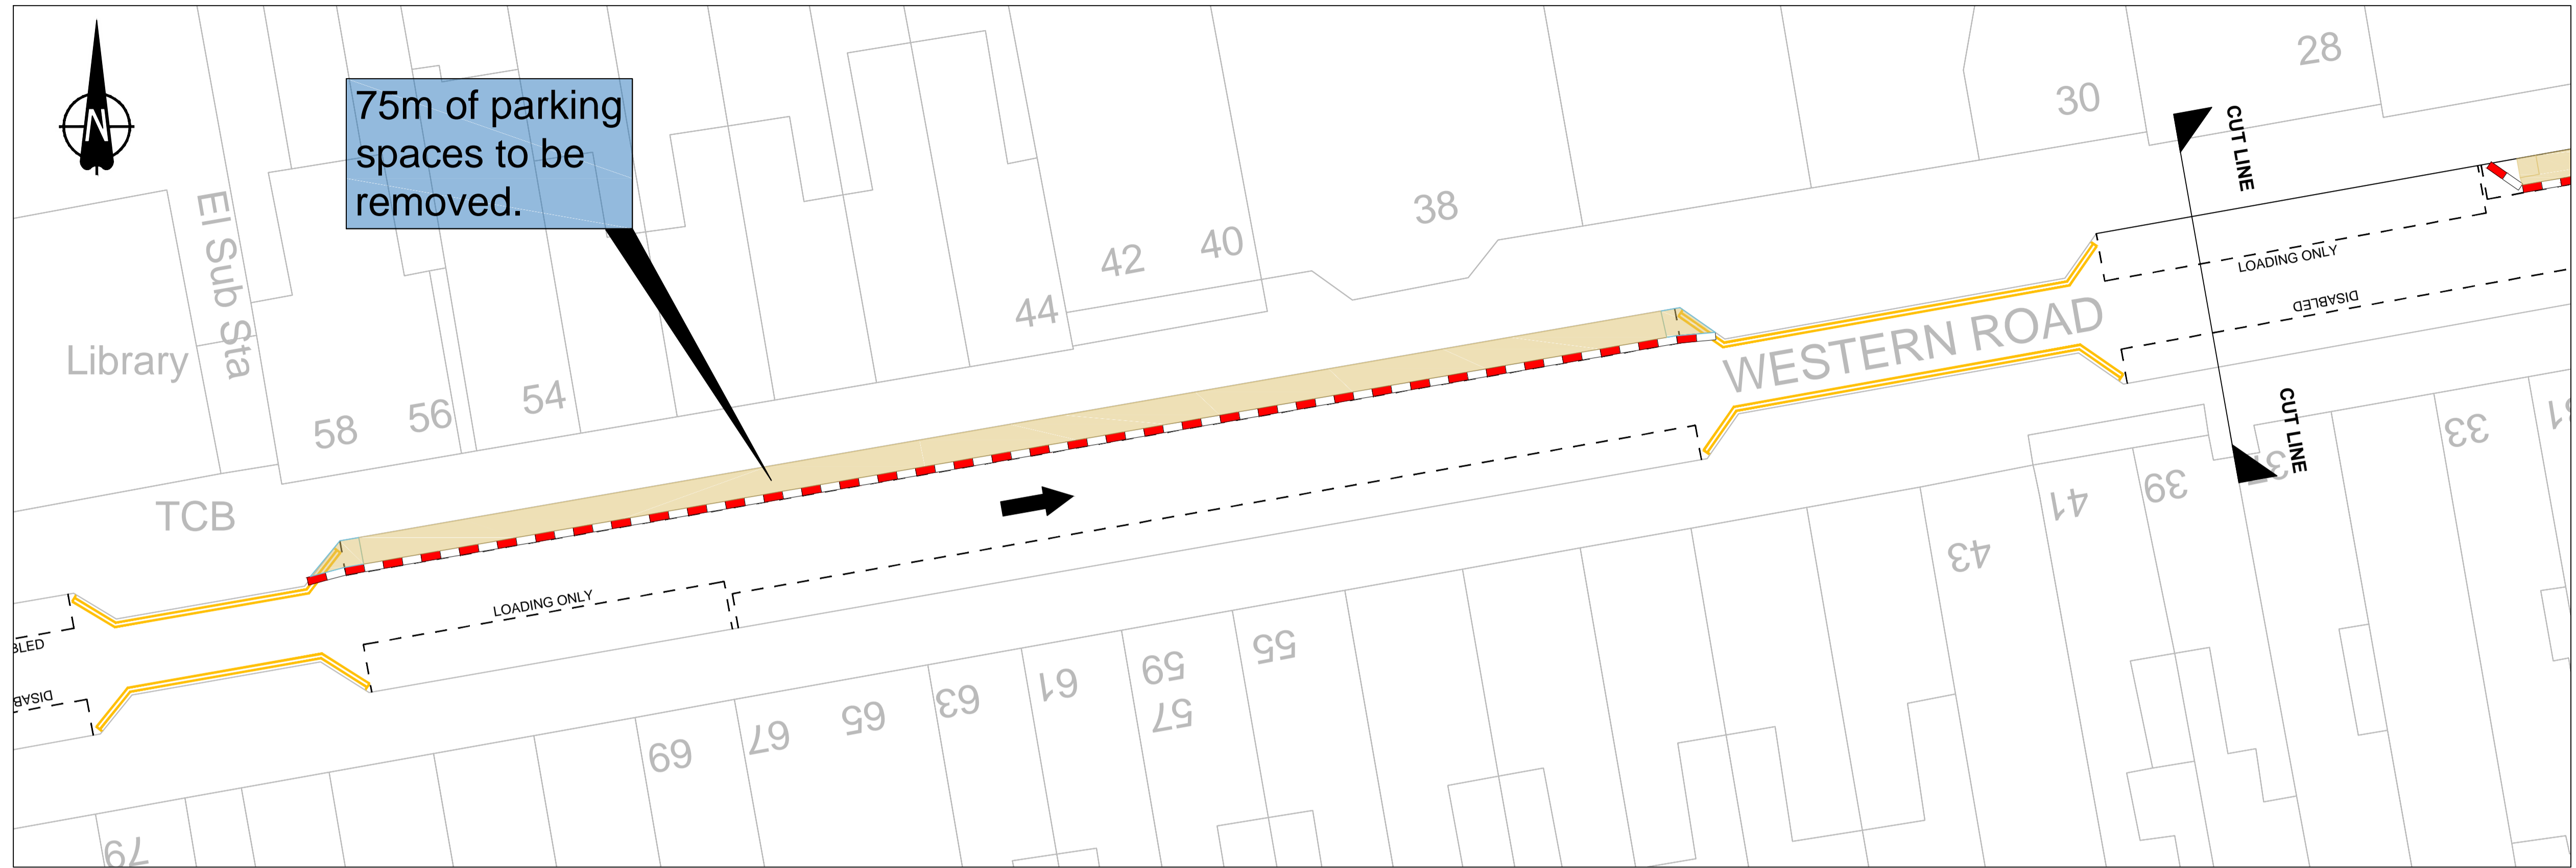 N
75m of parking
spaces to be
removed.
28
30
CUT LINE
38
El Sub Sta
LOADING ONLY
40
42
DISABLED
44
WESTERN ROAD
Library
54
56
58
CUT LINE
33
39
41
TCB
43
LOADING ONLY
55
59
57
61
63
65
67
69
79